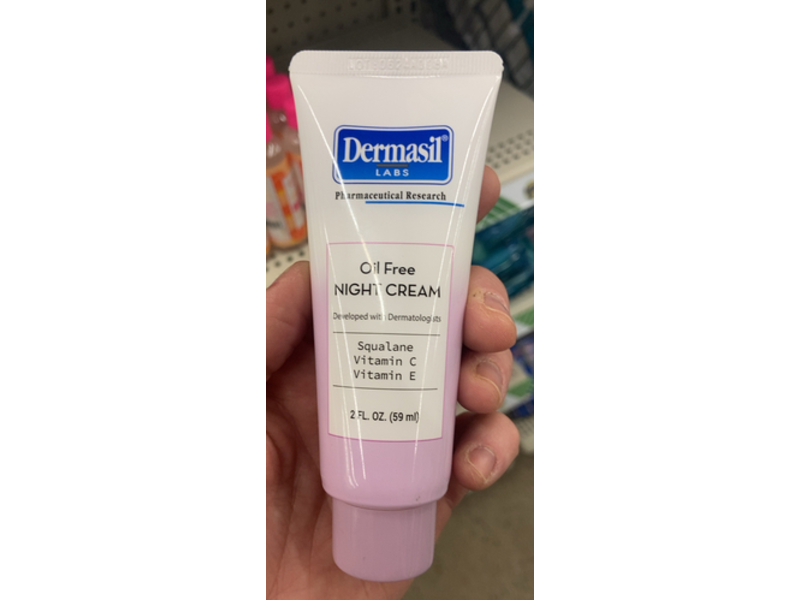 Dermasil®
LABS
Pharmaceutical Research
Oil Free
NIGHT CREAM
Developed with Dermatologists
Squalane
Vitamin C
Vitamin E
2 FL. OZ. (59 ml)